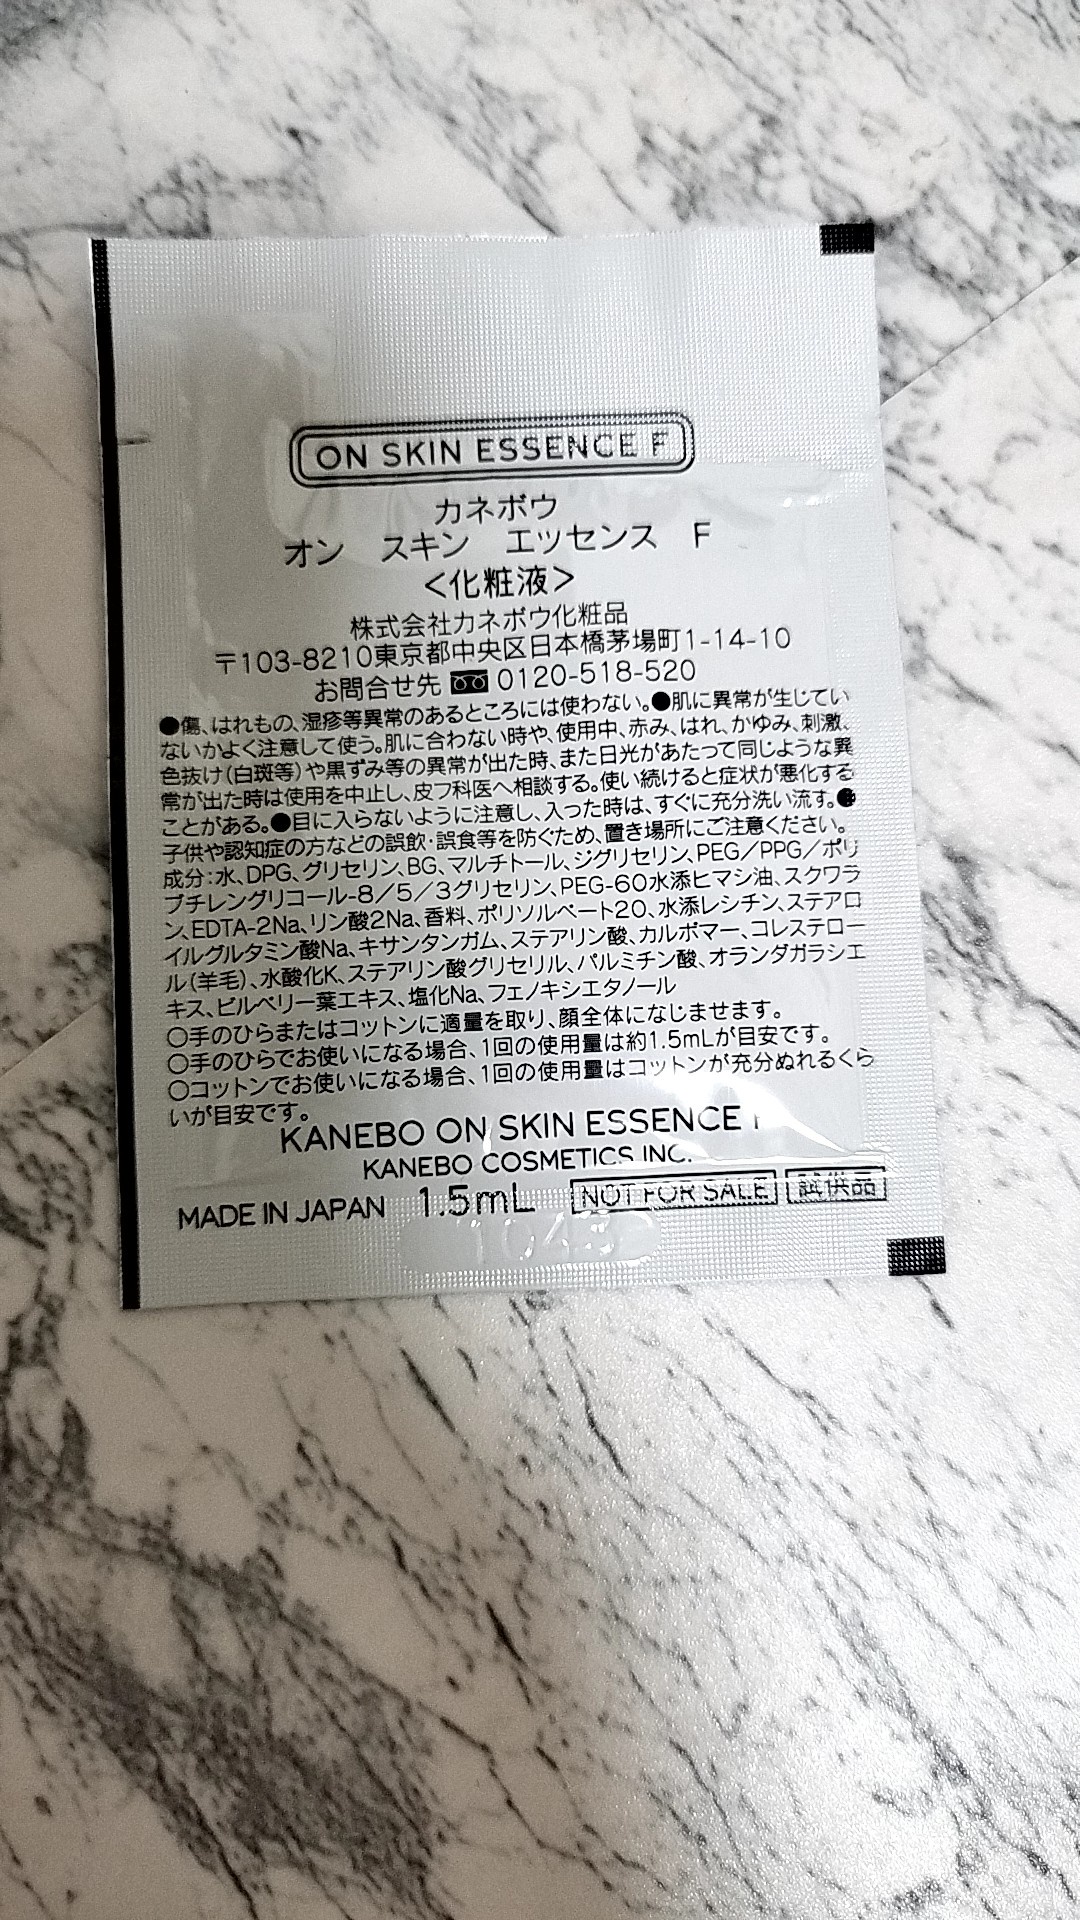 ON SKIN ESSENCE F
カネボウ
オン スキン エッセンス F
<化粧液>
株式会社カネボウ化粧品
〒103-8210東京都中央区日本橋茅場町1-14-10
お問合せ先 0120-518-520
●傷、はれもの、湿疹等異常のあるところには使わない。●肌に異常が生じてい
ないかよく注意して使う。肌に合わない時や、使用中、赤み、はれ、かゆみ、刺激、
色抜け(白斑等)や黒ずみ等の異常が出た時、また日光があたって同じような異
常が出た時は使用を中止し、皮フ科医へ相談する。使い続けると症状が悪化する
ことがある。●目に入らないように注意し、入った時は、すぐに充分洗い流す。●
子供や認知症の方などの誤飲・誤食等を防ぐため、置き場所にご注意ください。
成分:水、DPG、グリセリン、BG、マルチトール、ジグリセリン、PEG/PPG/ポリ
ブチレングリコール-8/5/3グリセリン、PEG-60水添ヒマシ油、スクワラ
ン、EDTA-2Na、リン酸2Na、香料、ポリソルベート20、水添レシチン、ステアロ
イルグルタミン酸Na、キサンタンガム、ステアリン酸、カルボマー、コレステロー
ル(羊毛)、水酸化K、ステアリン酸グリセリル、パルミチン酸、オランダガラシエ
キス、ビルベリー葉エキス、塩化Na、フェノキシエタノール
○手のひらまたはコットンに適量を取り、顔全体になじませます。
○手のひらでお使いになる場合、1回の使用量は約1.5mLが目安です。
○コットンでお使いになる場合、1回の使用量はコットンが充分ぬれるくら
いが目安です。
KANEBO ON SKIN ESSENCE F
KANEBO COSMETICS INC.
MADE IN JAPAN 1.5mL NOT FOR SALE 試供品